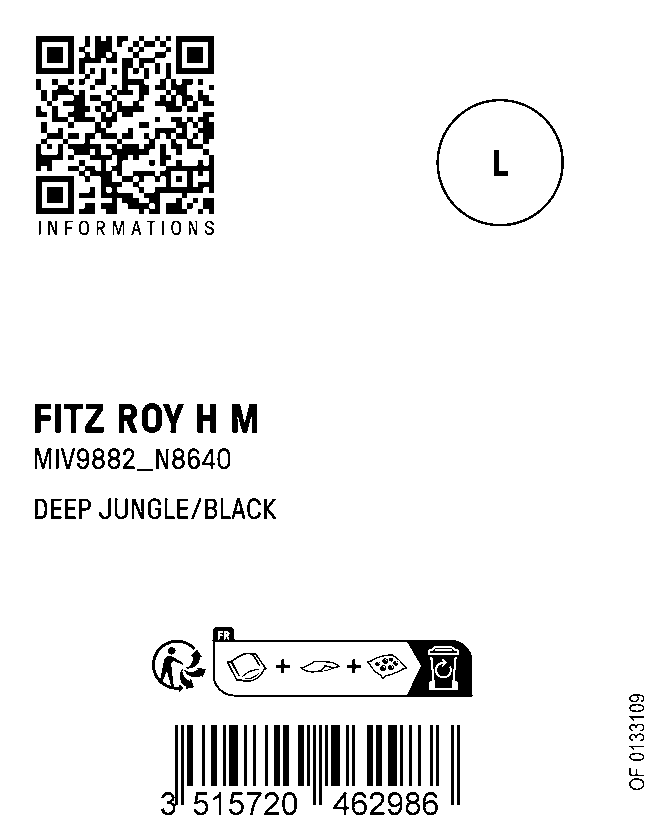 INFORMATIONS
L
FITZ ROY H M
MIV9882_N8640
DEEP JUNGLE/BLACK
FR
3 515720 462986
OF 0133109